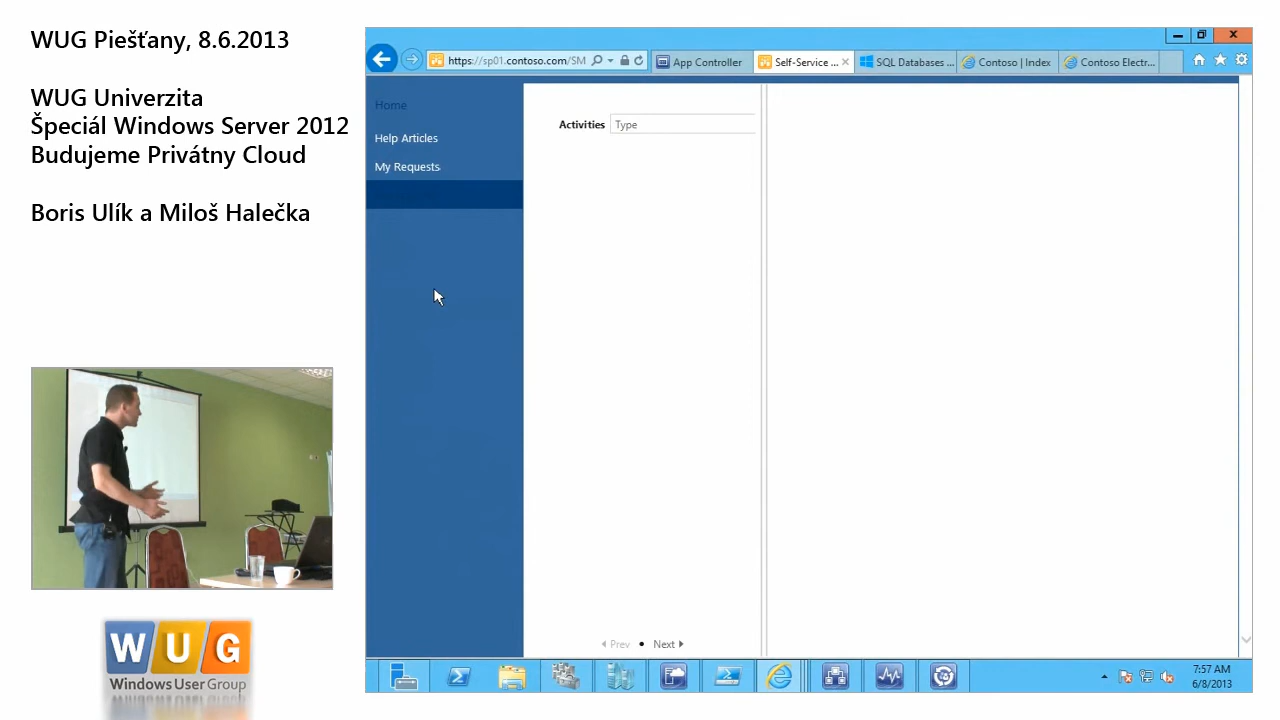 WUG Piešťany, 8.6.2013
WUG Univerzita
Špeciál Windows Server 2012
Budujeme Privátny Cloud
Boris Ulík a Miloš Halečka
https://sp01.contoso.com/SM
App Controller
Self-Service ...
SQL Databases ...
Contoso | Index
Contoso Electr...
Home
Help Articles
My Requests
Activities
Type
Prev
Next
7:57 AM
6/8/2013
WUG
Windows User Group